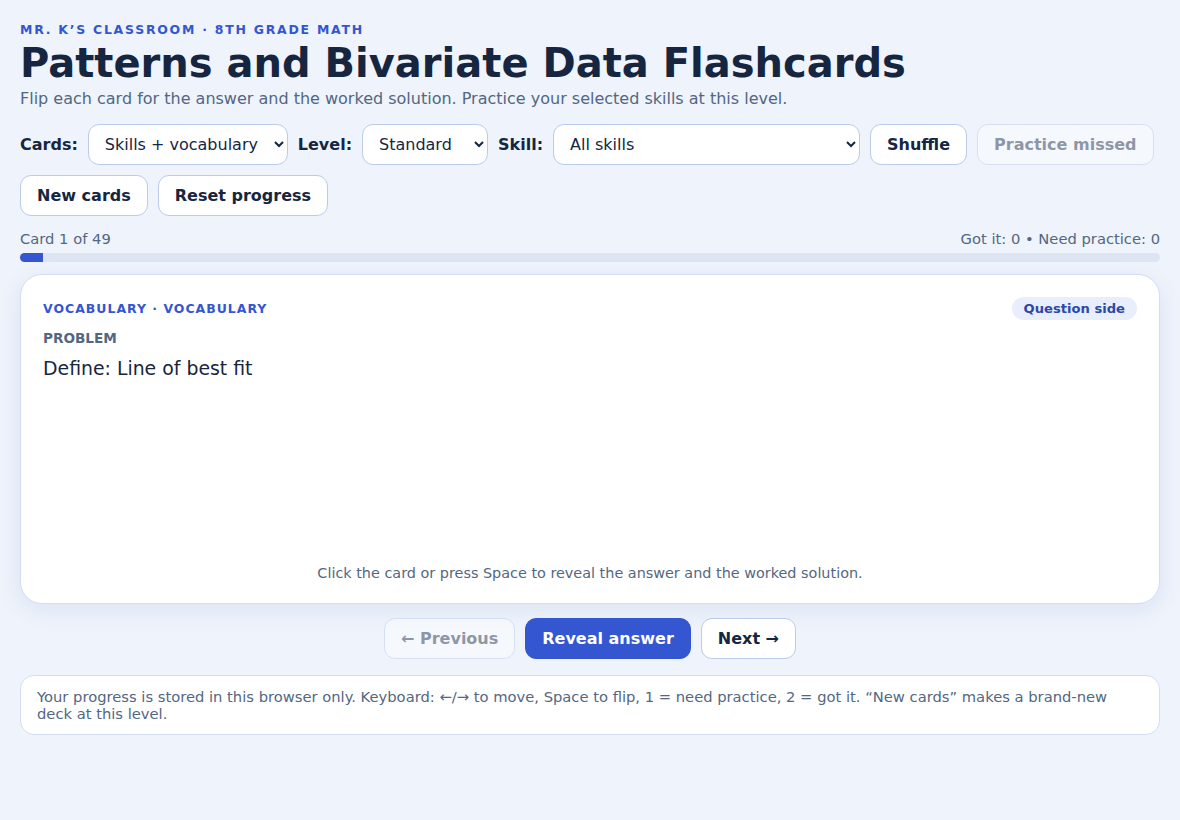 MR. K’S CLASSROOM · 8TH GRADE MATH
Patterns and Bivariate Data Flashcards
Flip each card for the answer and the worked solution. Practice your selected skills at this level.
Cards: Skills + vocabulary Level: Standard Skill: All skills Shuffle Practice missed
New cards Reset progress
Card 1 of 49 Got it: 0 • Need practice: 0
VOCABULARY · VOCABULARY Question side
PROBLEM
Define: Line of best fit
Click the card or press Space to reveal the answer and the worked solution.
← Previous Reveal answer Next →
Your progress is stored in this browser only. Keyboard: ←/→ to move, Space to flip, 1 = need practice, 2 = got it. “New cards” makes a brand-new
deck at this level.